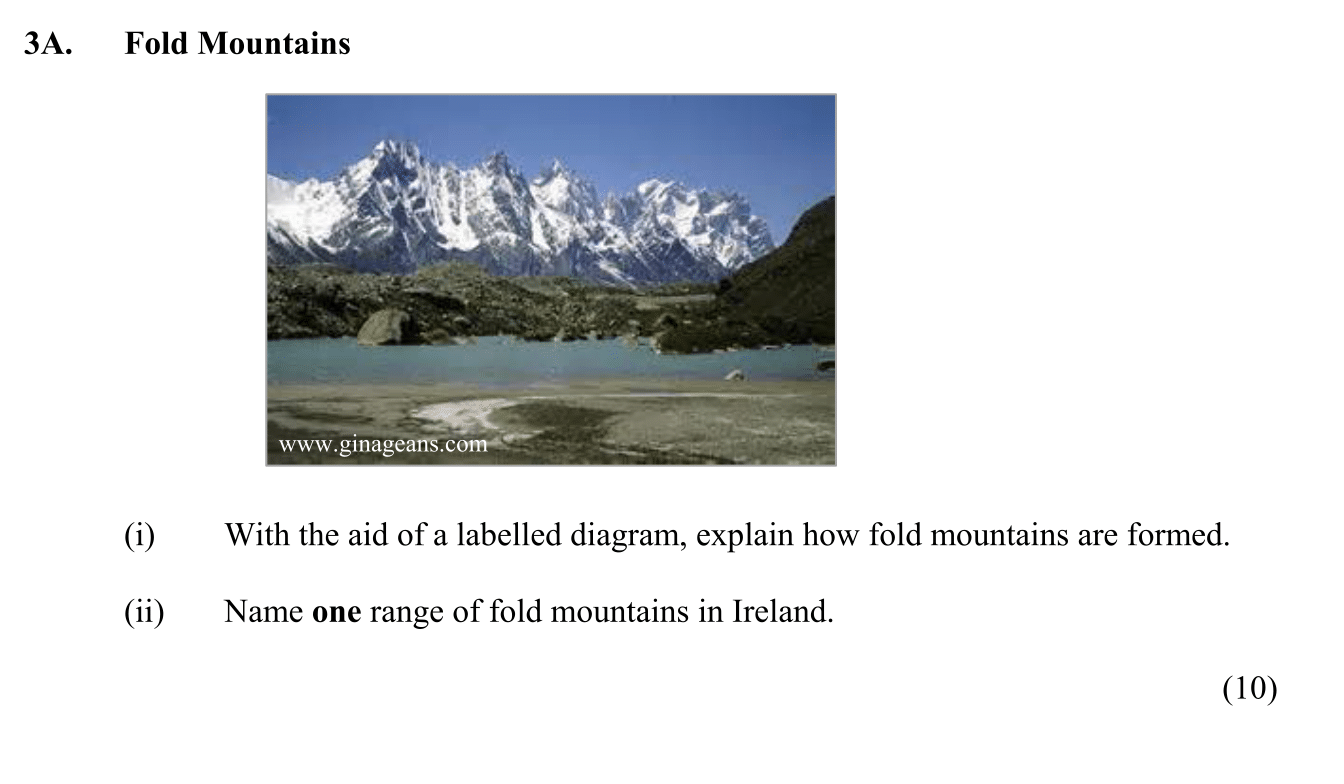 3A. Fold Mountains
www.ginageans.com
(i) With the aid of a labelled diagram, explain how fold mountains are formed.
(ii) Name one range of fold mountains in Ireland.
(10)